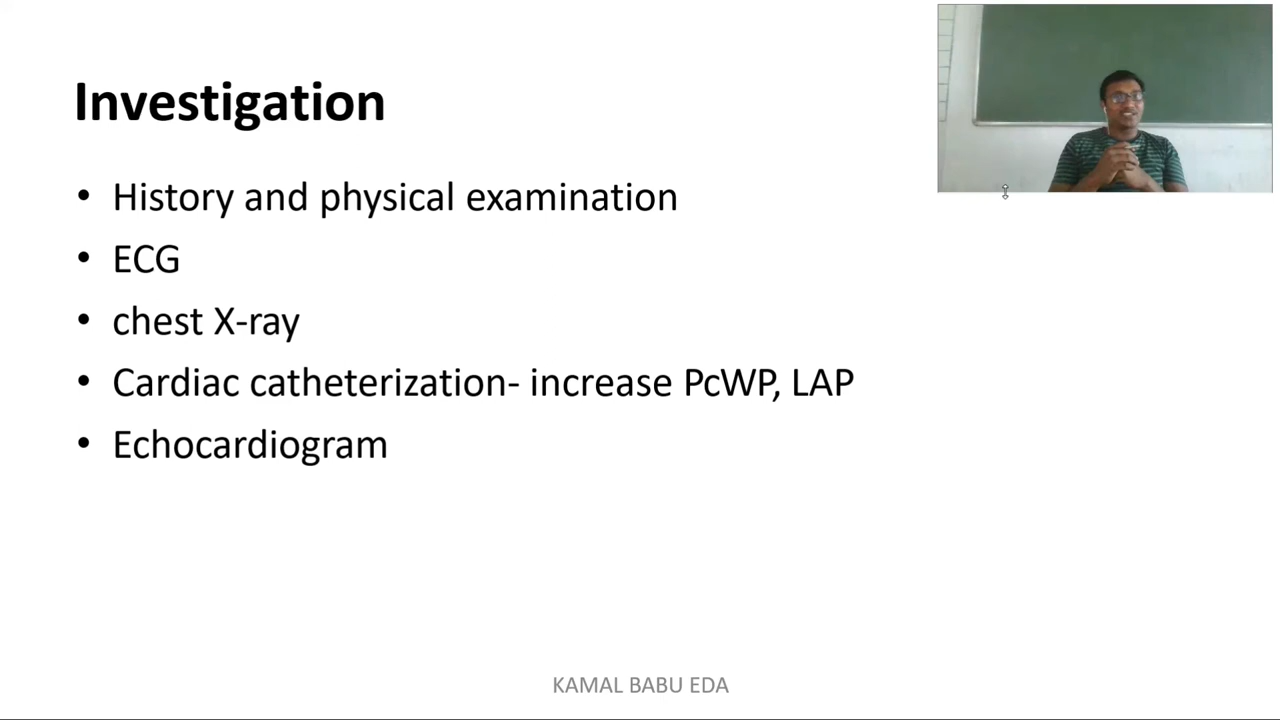 Investigation
• History and physical examination
• ECG
• chest X-ray
• Cardiac catheterization- increase PcWP, LAP
• Echocardiogram
KAMAL BABU EDA